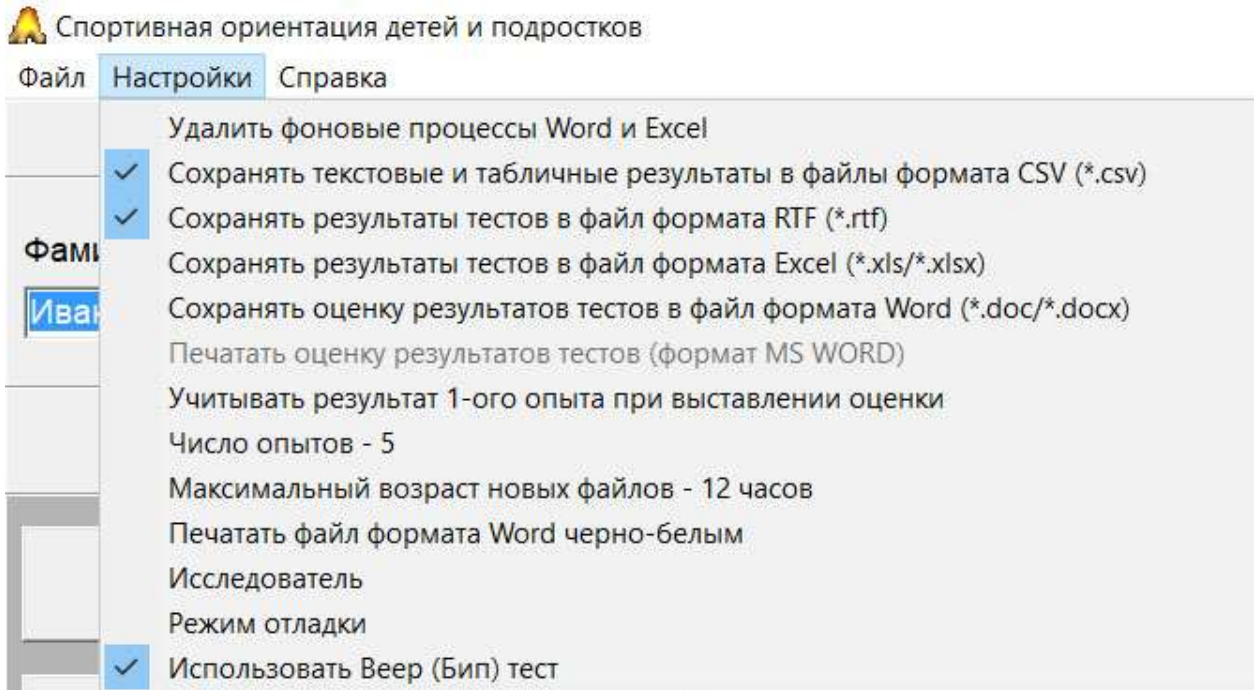 Спортивная ориентация детей и подростков
Файл Настройки Справка
Удалить фоновые процессы Word и Excel
Сохранять текстовые и табличные результаты в файлы формата CSV (*.csv)
Сохранять результаты тестов в файл формата RTF (*.rtf)
Фами
Сохранять результаты тестов в файл формата Excel (*.xls/*.xlsx)
Иван
Сохранять оценку результатов тестов в файл формата Word (*.doc/*.docx)
Печатать оценку результатов тестов (формат MS WORD)
Учитывать результат 1-ого опыта при выставлении оценки
Число опытов - 5
Максимальный возраст новых файлов - 12 часов
Печатать файл формата Word черно-белым
Исследователь
Режим отладки
Использовать Beep (Бип) тест